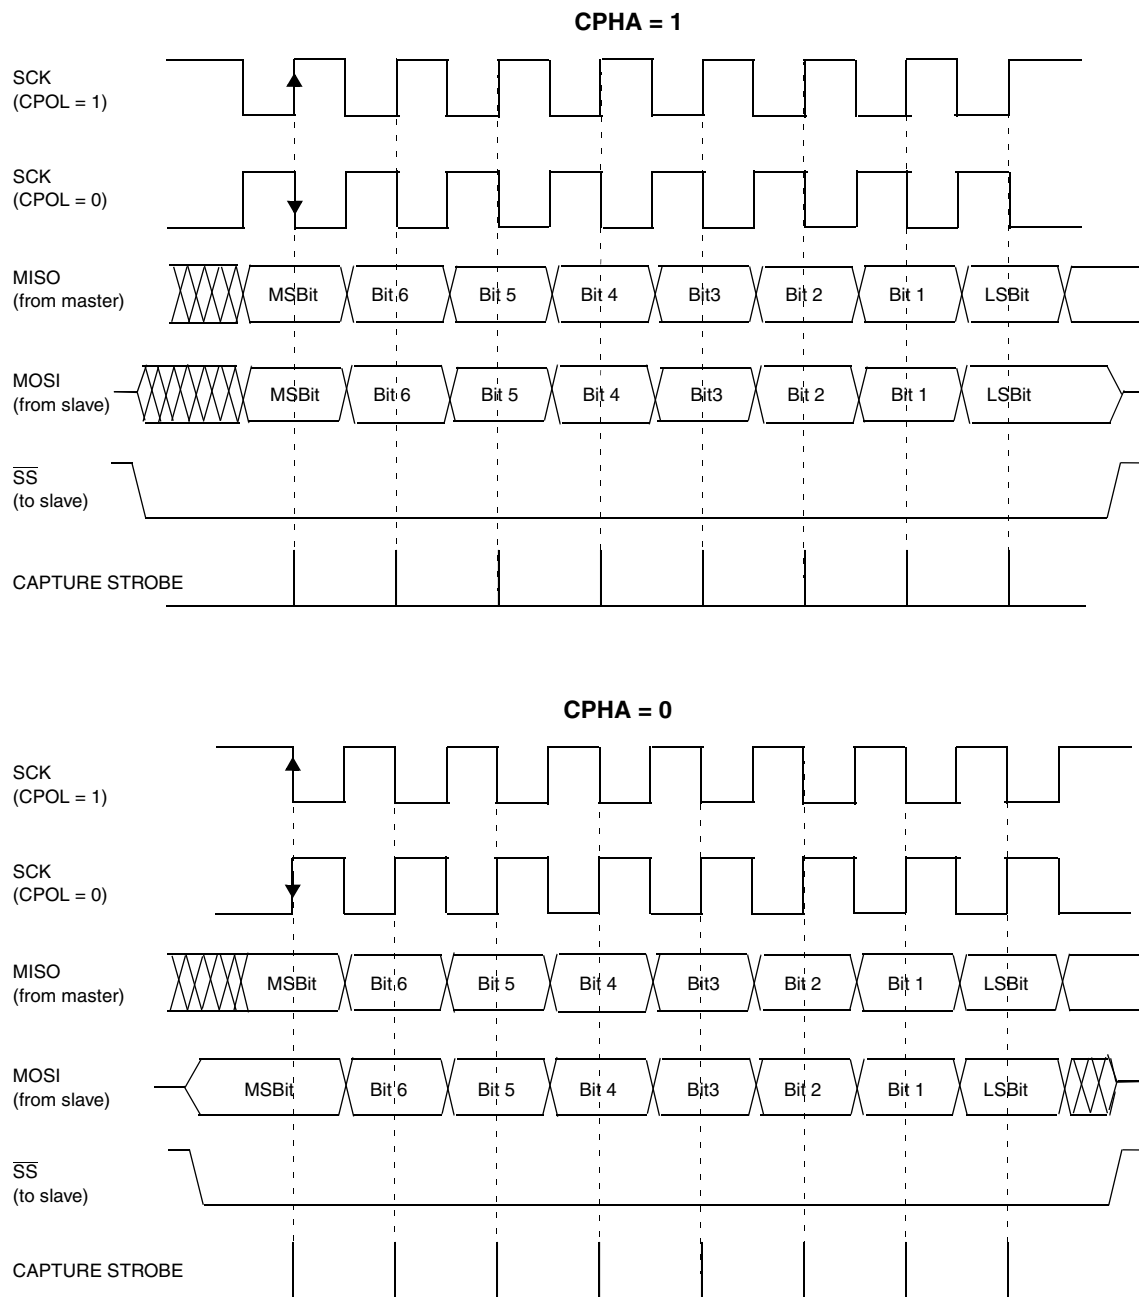 CPHA = 1
SCK
(CPOL = 1)
SCK
(CPOL = 0)
MISO
(from master)
MSBit Bit 6 Bit 5 Bit 4 Bit3 Bit 2 Bit 1 LSBit
MOSI
(from slave)
MSBit Bit 6 Bit 5 Bit 4 Bit3 Bit 2 Bit 1 LSBit
SS
(to slave)
CAPTURE STROBE
CPHA = 0
SCK
(CPOL = 1)
SCK
(CPOL = 0)
MISO
(from master)
MSBit Bit 6 Bit 5 Bit 4 Bit3 Bit 2 Bit 1 LSBit
MOSI
(from slave)
MSBit Bit 6 Bit 5 Bit 4 Bit3 Bit 2 Bit 1 LSBit
SS
(to slave)
CAPTURE STROBE